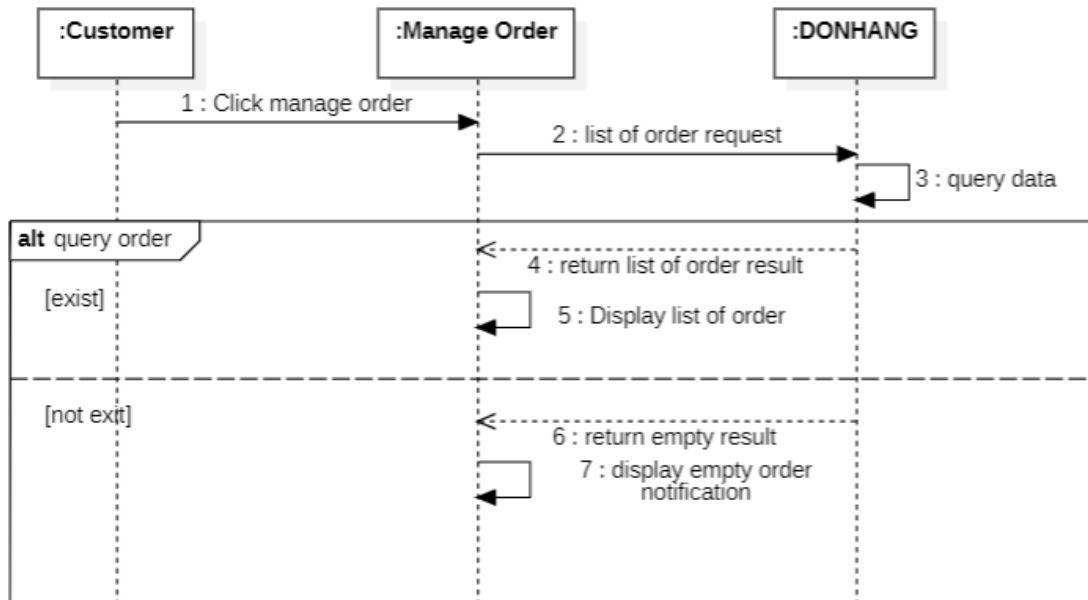 :Customer
:Manage Order
:DONHANG
1 : Click manage order
2 : list of order request
3 : query data
alt query order
4 : return list of order result
[exist]
5 : Display list of order
[not exit]
6 : return empty result
7 : display empty order
notification